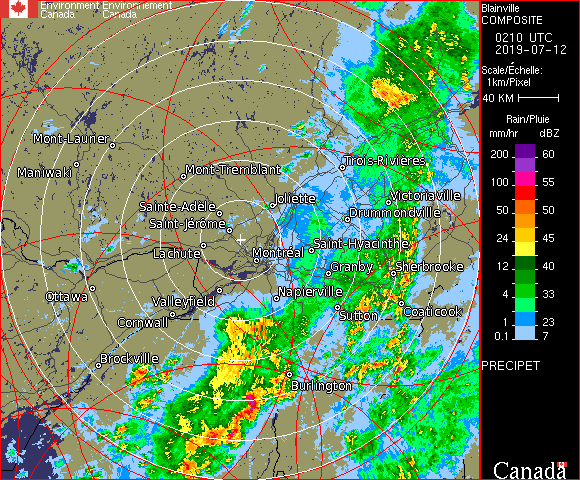 Environment Environnement
Canada Canada
Mont-Laurier
Maniwaki
Mont-Tremblant
Trois-Rivières
Joliette
Victoriaville
Sainte-Adele
Drummondville
Saint-Jérôme
Lachute
Montréal
Saint-Hyacinthe
Granby
Sherbrooke
Ottawa
Valleyfield
Napierville
Cornwall
Sutton
Coaticook
Brockville
Burlington
Blainville
COMPOSITE
0210 UTC
2019-07-12
Scale/Échelle:
1km/Pixel
40 KM
Rain/Pluie
mm/hr dBZ
200 60
100 55
50 50
24 45
12 40
4 33
1 23
0.1 7
PRECIPET
Canada